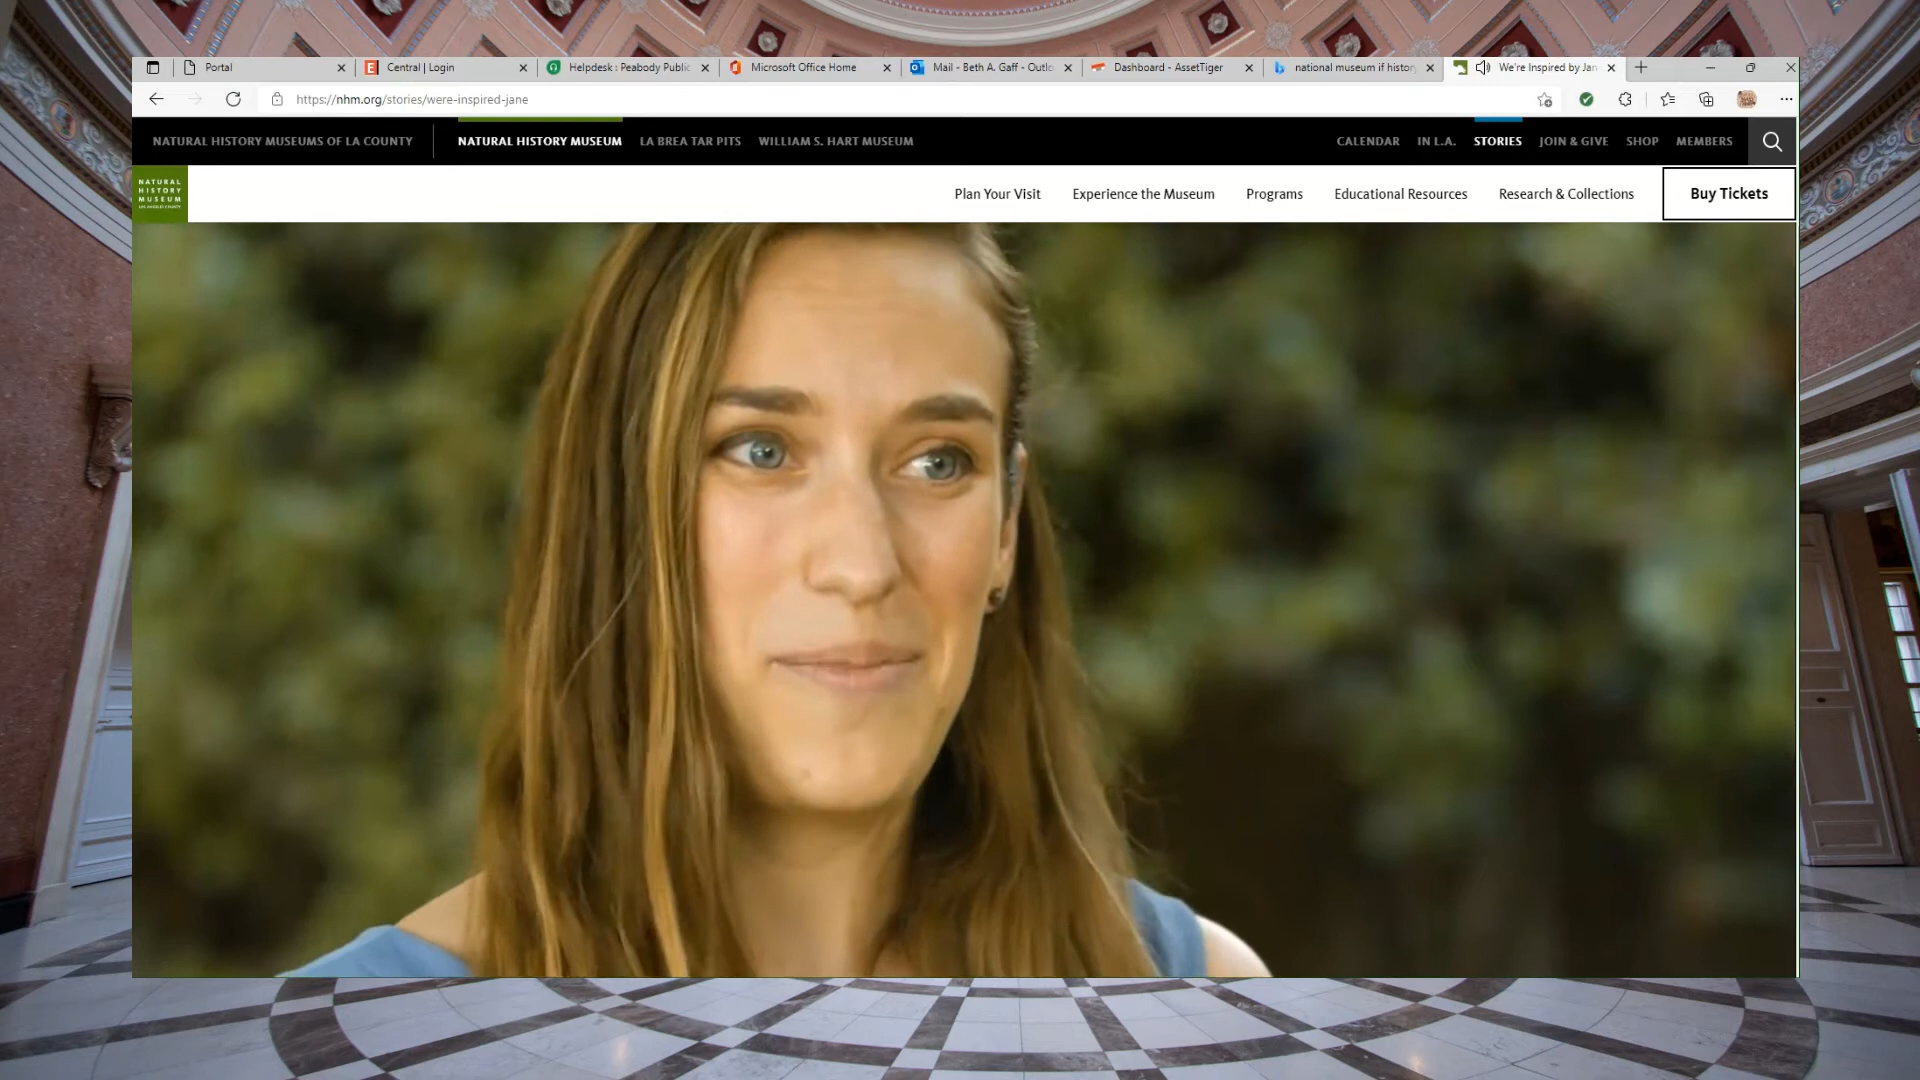 Portal
Central | Login
Helpdesk : Peabody Public
Microsoft Office Home
Mail - Beth A. Gaff - Outlo
Dashboard - AssetTiger
national museum if histor
We're Inspired by Jan
https://nhm.org/stories/were-inspired-jane
NATURAL HISTORY MUSEUMS OF LA COUNTY
NATURAL HISTORY MUSEUM
LA BREA TAR PITS
WILLIAM S. HART MUSEUM
CALENDAR
IN L.A.
STORIES
JOIN & GIVE
SHOP
MEMBERS
NATURAL
HISTORY
MUSEUM
LOS ANGELES COUNTY
Plan Your Visit
Experience the Museum
Programs
Educational Resources
Research & Collections
Buy Tickets